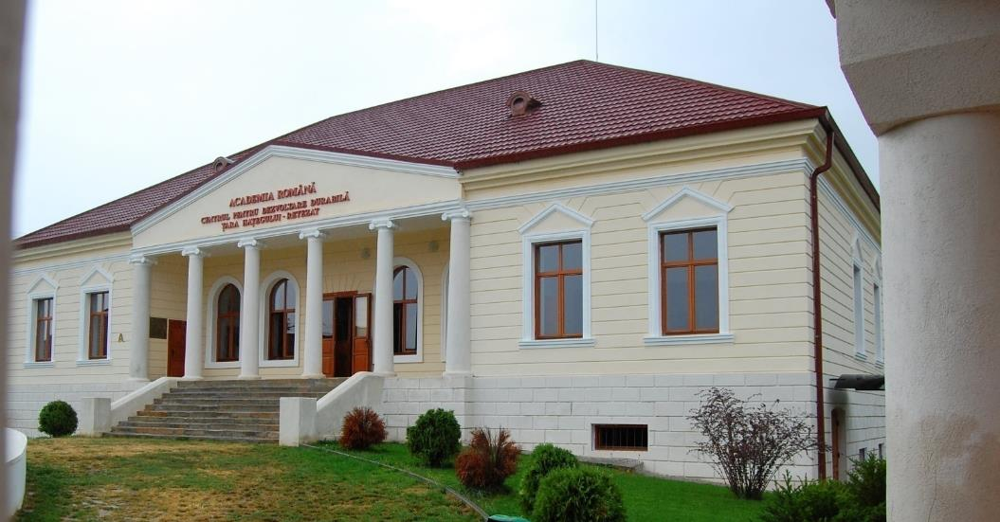 ACADEMIA ROMÂNĂ
CENTRUL PENTRU DEZVOLTARE DURABILĂ
ȚARA HAȚEGULUI - RETEZAT
A